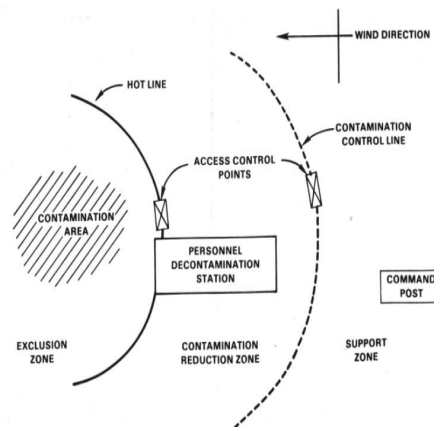 WIND DIRECTION
HOT LINE
CONTAMINATION
CONTROL LINE
ACCESS CONTROL
POINTS
CONTAMINATION
AREA
PERSONNEL
DECONTAMINATION
STATION
COMMAND
POST
EXCLUSION
ZONE
CONTAMINATION
REDUCTION ZONE
SUPPORT
ZONE